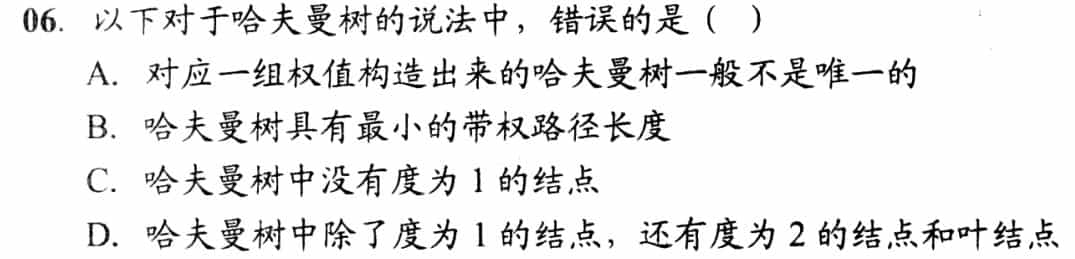 06. 以下对于哈夫曼树的说法中，错误的是（ ）
A. 对应一组权值构造出来的哈夫曼树一般不是唯一的
B. 哈夫曼树具有最小的带权路径长度
C. 哈夫曼树中没有度为 1 的结点
D. 哈夫曼树中除了度为 1 的结点，还有度为 2 的结点和叶结点